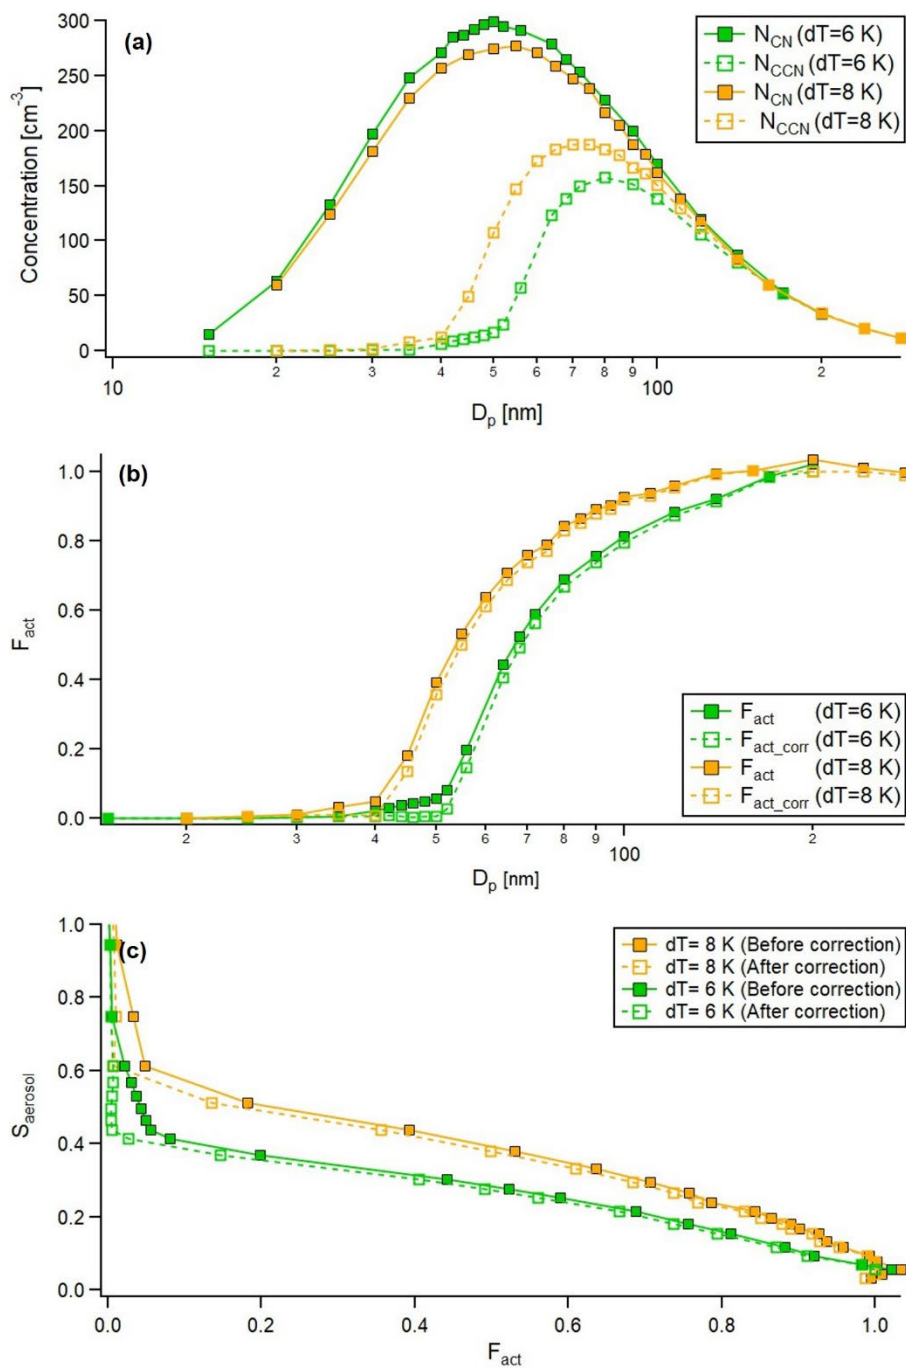 (a)
N_CN (dT=6 K)
N_CCN (dT=6 K)
N_CN (dT=8 K)
N_CCN (dT=8 K)
Concentration [cm⁻³]
300
250
200
150
100
50
0
10 2 3 4 5 6 7 8 9 100 2
D_p [nm]
(b)
F_act
1.0
0.8
0.6
0.4
0.2
0.0
F_act (dT=6 K)
F_act_corr (dT=6 K)
F_act (dT=8 K)
F_act_corr (dT=8 K)
2 3 4 5 6 7 8 9 100 2
D_p [nm]
(c)
dT= 8 K (Before correction)
dT= 8 K (After correction)
dT= 6 K (Before correction)
dT= 6 K (After correction)
S_aerosol
1.0
0.8
0.6
0.4
0.2
0.0
0.0 0.2 0.4 0.6 0.8 1.0
F_act